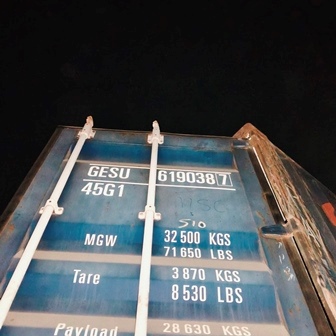 GESU 619038 7
45G1
510
MGW 32 500 KGS
71 650 LBS
Tare 3 870 KGS
8 530 LBS
Payload 28 630 KGS